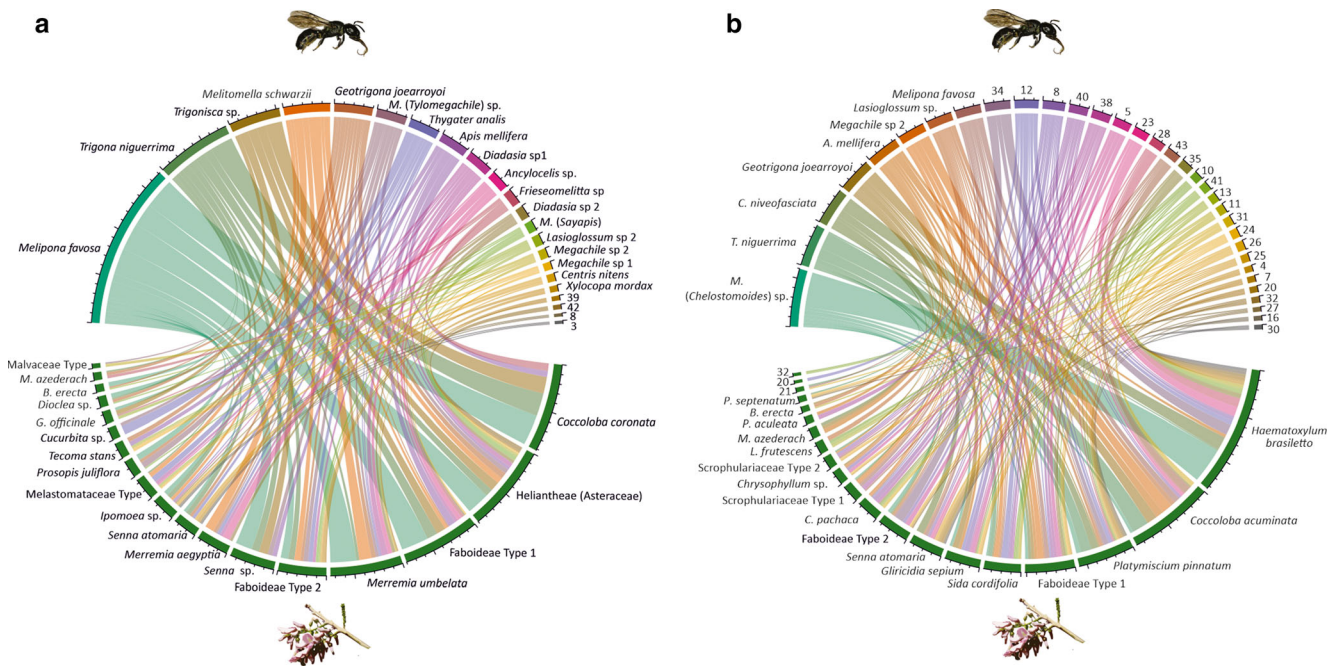 a
Melitomella schwarzii
Geotrigona joearroyoi
Trigonisca sp.
M. (Tylomegachile) sp.
Thygater analis
Trigona niguerrima
Apis mellifera
Diadasia sp1
Ancylocelis sp.
Frieseomelitta sp
Diadasia sp 2
M. (Sayapis)
Melipona favosa
Lasioglossum sp 2
Megachile sp 2
Megachile sp 1
Centris nitens
Xylocopa mordax
39
42
8
3
Malvaceae Type
M. azederach
B. erecta
Dioclea sp.
G. officinale
Cucurbita sp.
Tecoma stans
Prosopis juliflora
Melastomataceae Type
Ipomoea sp.
Senna atomaria
Merremia aegyptia
Senna sp.
Faboideae Type 2
Merremia umbelata
Faboideae Type 1
Heliantheae (Asteraceae)
Coccoloba coronata
b
Melipona favosa
34
12
8
40
38
5
23
28
43
35
10
41
13
11
31
24
26
25
4
7
20
32
27
16
30
Lasioglossum sp.
Megachile sp 2
A. mellifera
Geotrigona joearroyoi
C. niveofasciata
T. niguerrima
M.
(Chelostomoides) sp.
32
20
21
P. septenatum
B. erecta
P. aculeata
M. azederach
L. frutescens
Scrophulariaceae Type 2
Chrysophyllum sp.
Scrophulariaceae Type 1
C. pachaca
Faboideae Type 2
Senna atomaria
Gliricidia sepium
Sida cordifolia
Faboideae Type 1
Platymiscium pinnatum
Coccoloba acuminata
Haematoxylum
brasiletto